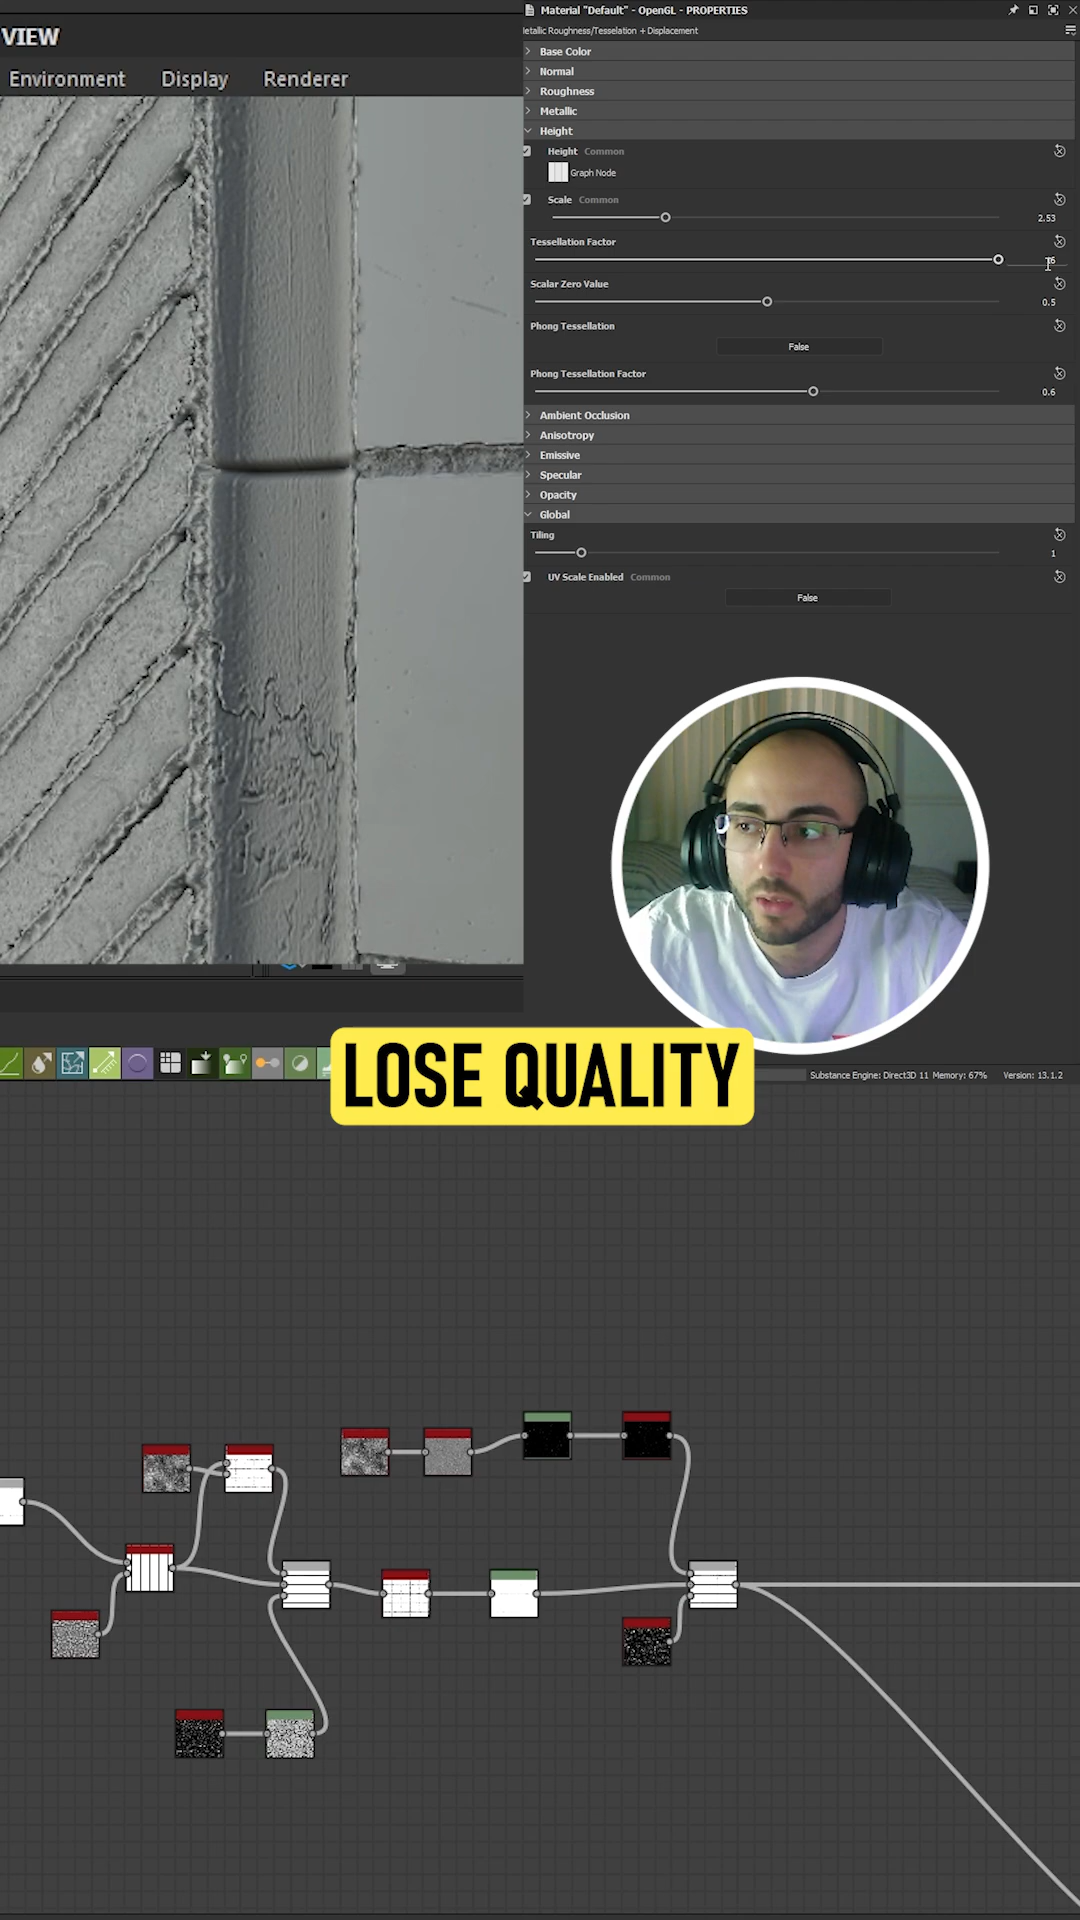 VIEW
Environment Display Renderer
Material "Default" - OpenGL - PROPERTIES
etallic Roughness/Tesselation + Displacement
Base Color
Normal
Roughness
Metallic
Height
Height Common
Graph Node
Scale Common
2.53
Tessellation Factor
Scalar Zero Value
0.5
Phong Tessellation
False
Phong Tessellation Factor
0.6
Ambient Occlusion
Anisotropy
Emissive
Specular
Opacity
Global
Tiling
1
UV Scale Enabled Common
False
LOSE QUALITY
Substance Engine: Direct3D 11 Memory: 67% Version: 13.1.2